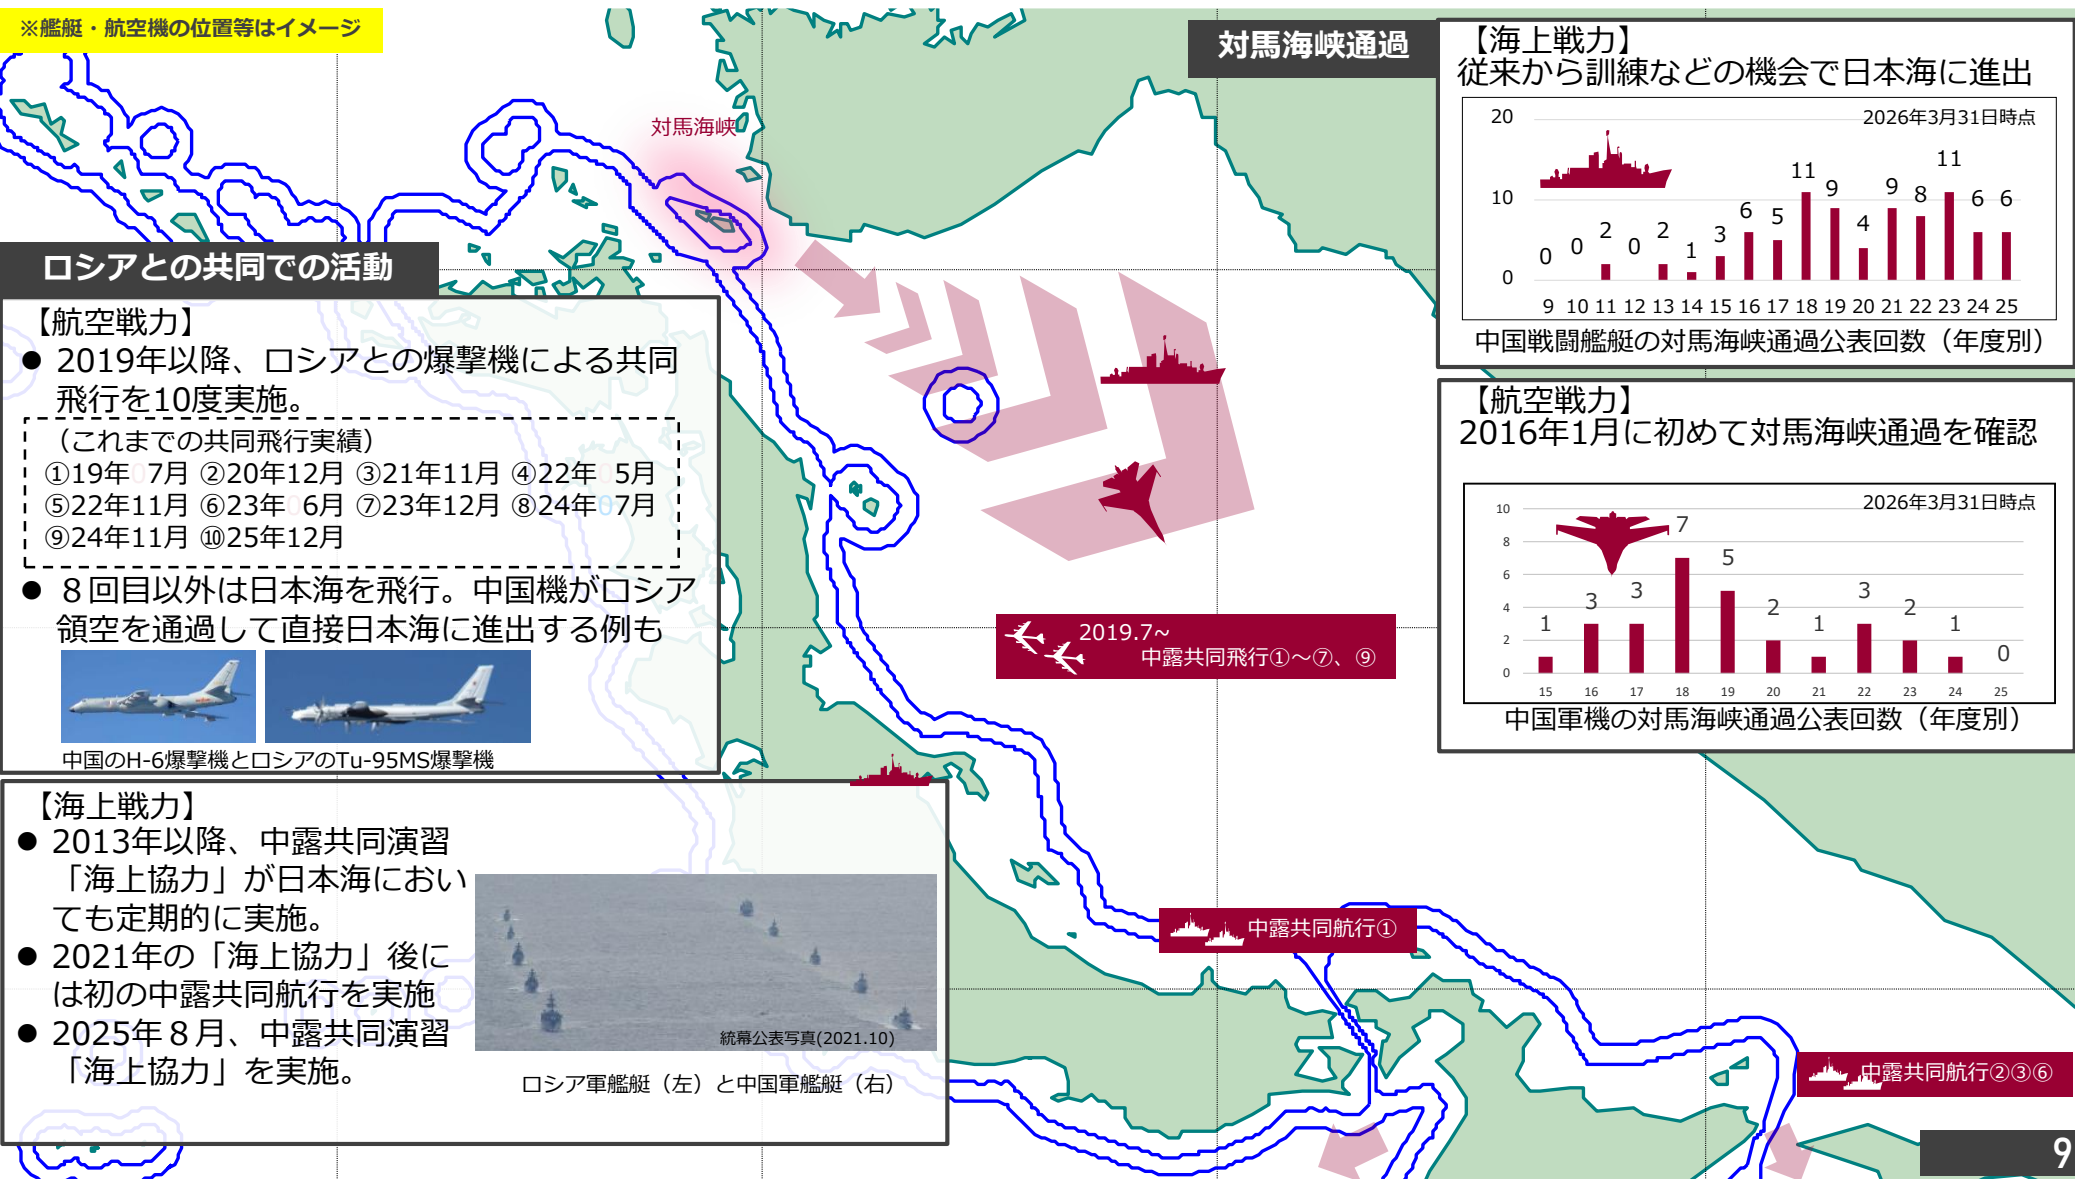 ※艦艇・航空機の位置等はイメージ
対馬海峡
対馬海峡通過
【海上戦力】
従来から訓練などの機会で日本海に進出
2026年3月31日時点
20
10
0
0 0 2 0 2 1 3 6 5 11 9 4 9 8 11 6 6
9 10 11 12 13 14 15 16 17 18 19 20 21 22 23 24 25
中国戦闘艦艇の対馬海峡通過公表回数（年度別）
【航空戦力】
2016年1月に初めて対馬海峡通過を確認
2026年3月31日時点
10
8
6
4
2
0
1 3 3 7 5 2 1 3 2 1 0
15 16 17 18 19 20 21 22 23 24 25
中国軍機の対馬海峡通過公表回数（年度別）
ロシアとの共同での活動
【航空戦力】
● 2019年以降、ロシアとの爆撃機による共同
飛行を10度実施。
（これまでの共同飛行実績）
①19年07月 ②20年12月 ③21年11月 ④22年05月
⑤22年11月 ⑥23年06月 ⑦23年12月 ⑧24年07月
⑨24年11月 ⑩25年12月
● ８回目以外は日本海を飛行。中国機がロシア
領空を通過して直接日本海に進出する例も
中国のH-6爆撃機とロシアのTu-95MS爆撃機
【海上戦力】
● 2013年以降、中露共同演習
「海上協力」が日本海におい
ても定期的に実施。
● 2021年の「海上協力」後に
は初の中露共同航行を実施
● 2025年８月、中露共同演習
「海上協力」を実施。
統幕公表写真(2021.10)
ロシア軍艦艇（左）と中国軍艦艇（右）
2019.7~
中露共同飛行①～⑦、⑨
中露共同航行①
中露共同航行②③⑥
9